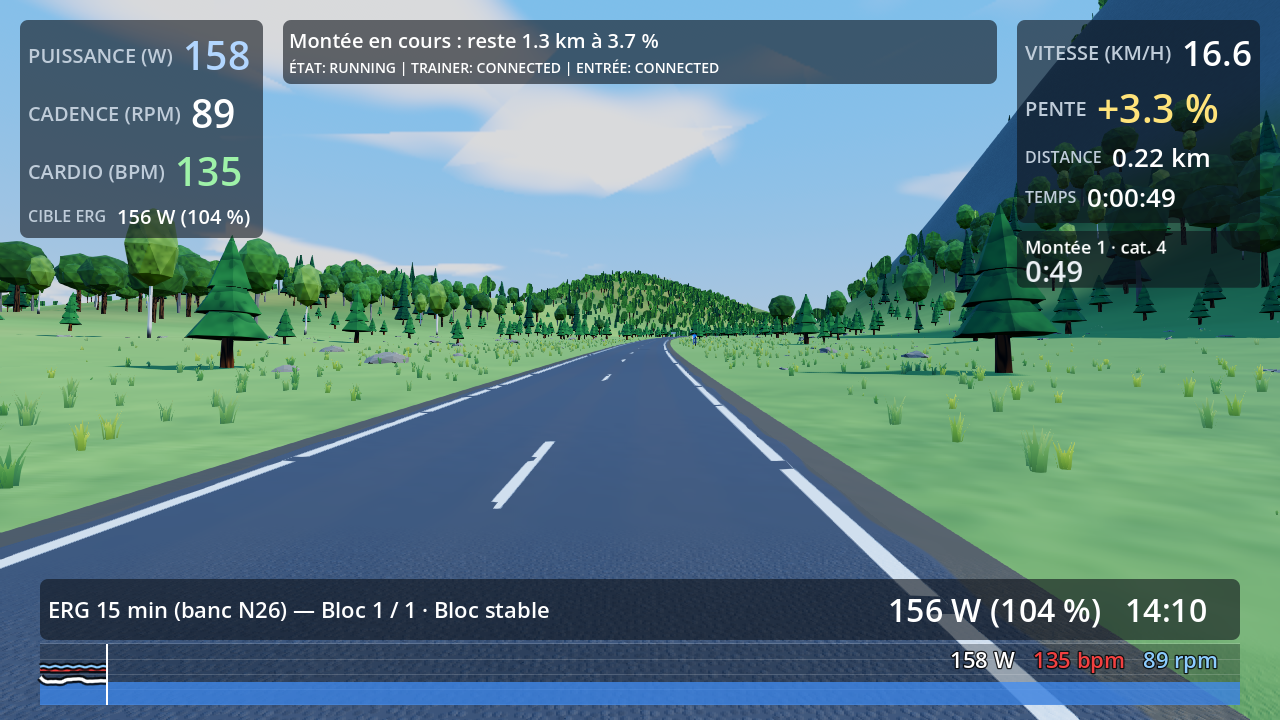 PUISSANCE (W) 158
CADENCE (RPM) 89
CARDIO (BPM) 135
CIBLE ERG 156 W (104 %)
Montée en cours : reste 1.3 km à 3.7 %
ÉTAT: RUNNING | TRAINER: CONNECTED | ENTRÉE: CONNECTED
VITESSE (KM/H) 16.6
PENTE +3.3 %
DISTANCE 0.22 km
TEMPS 0:00:49
Montée 1 · cat. 4
0:49
ERG 15 min (banc N26) — Bloc 1 / 1 · Bloc stable 156 W (104 %) 14:10
158 W 135 bpm 89 rpm